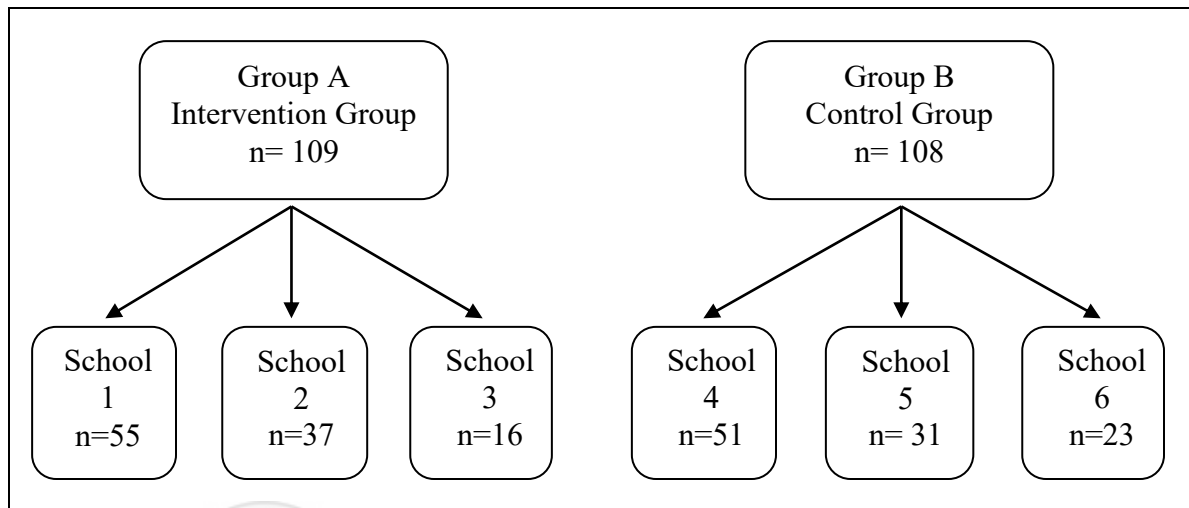 Group A
Intervention Group
n= 109
Group B
Control Group
n= 108
School
1
n=55
School
2
n=37
School
3
n=16
School
4
n=51
School
5
n= 31
School
6
n=23